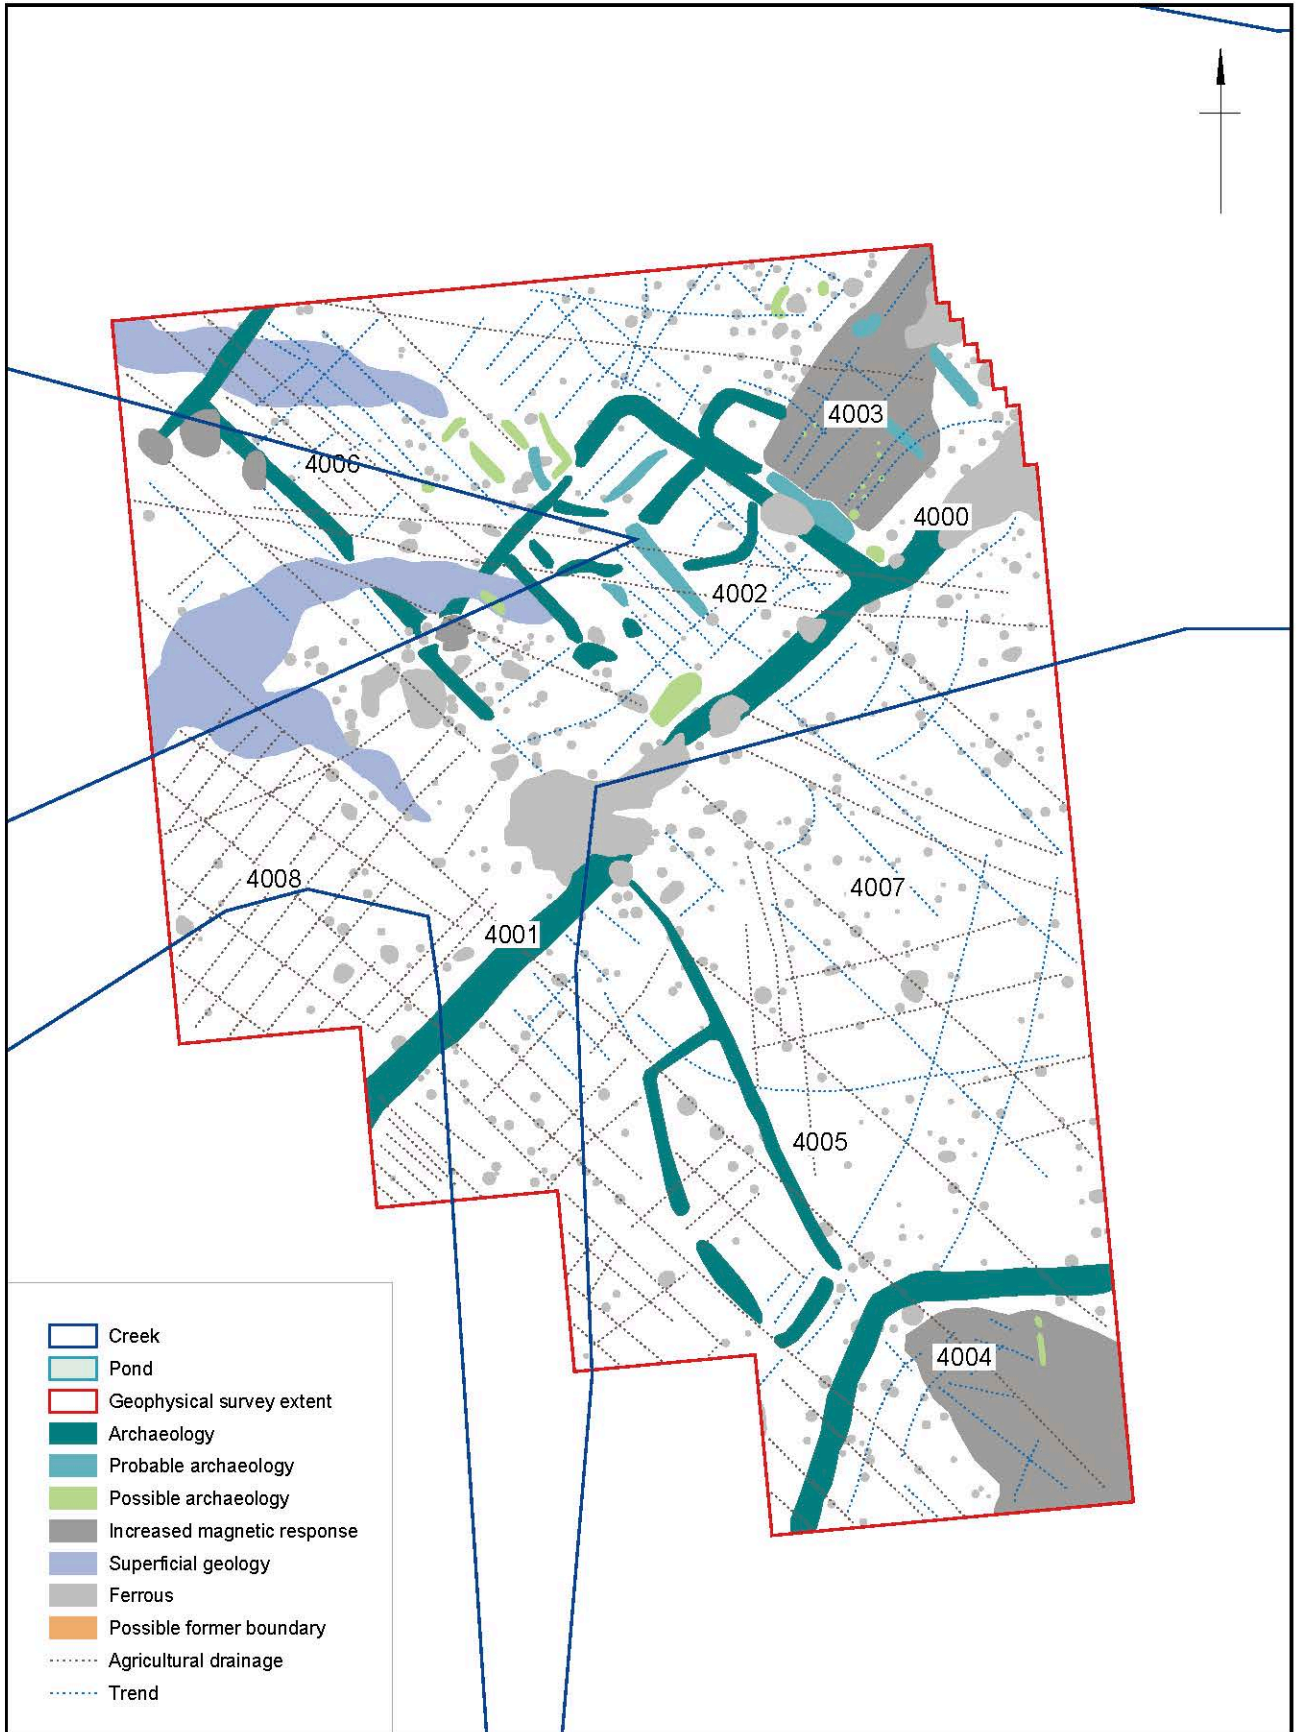 4003
4006
4000
4002
4008
4007
4001
4005
4004
Creek
Pond
Geophysical survey extent
Archaeology
Probable archaeology
Possible archaeology
Increased magnetic response
Superficial geology
Ferrous
Possible former boundary
Agricultural drainage
Trend